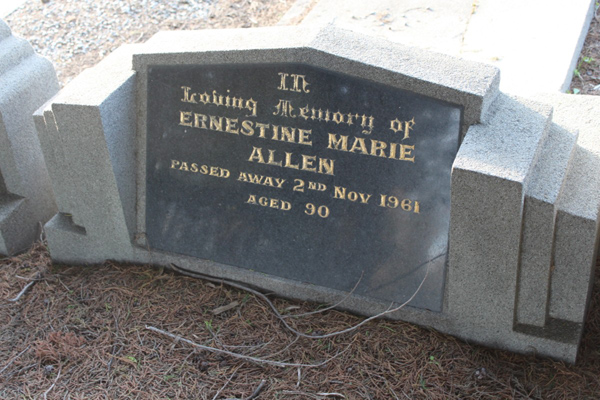 In
Loving Memory of
ERNESTINE MARIE
ALLEN
PASSED AWAY 2ND NOV 1961
AGED 90